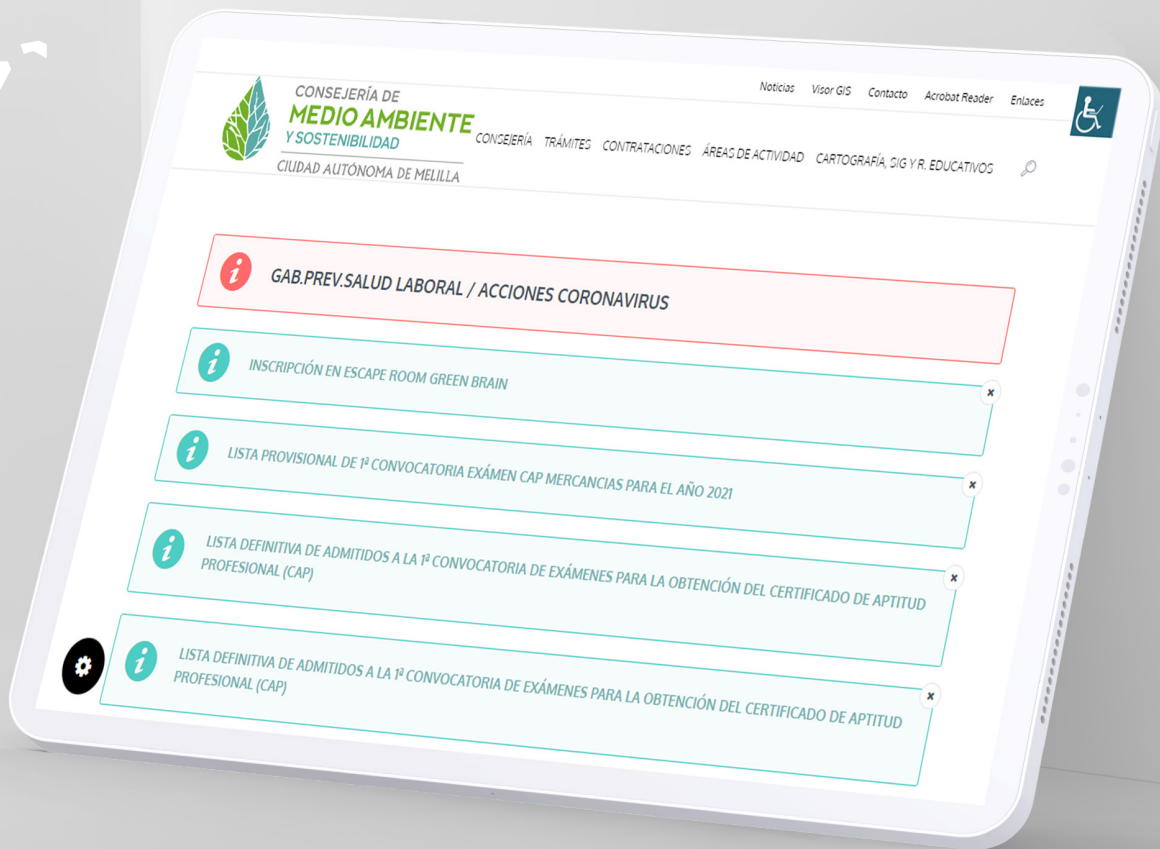 Noticias Visor GIS Contacto Acrobat Reader Enlaces
CONSEJERÍA DE
MEDIO AMBIENTE
Y SOSTENIBILIDAD
CIUDAD AUTÓNOMA DE MELILLA
CONSEJERÍA TRÁMITES CONTRATACIONES ÁREAS DE ACTIVIDAD CARTOGRAFÍA, SIG Y R. EDUCATIVOS
GAB.PREV.SALUD LABORAL / ACCIONES CORONAVIRUS
INSCRIPCIÓN EN ESCAPE ROOM GREEN BRAIN
LISTA PROVISIONAL DE 1ª CONVOCATORIA EXÁMEN CAP MERCANCIAS PARA EL AÑO 2021
LISTA DEFINITIVA DE ADMITIDOS A LA 1ª CONVOCATORIA DE EXÁMENES PARA LA OBTENCIÓN DEL CERTIFICADO DE APTITUD
PROFESIONAL (CAP)
LISTA DEFINITIVA DE ADMITIDOS A LA 1ª CONVOCATORIA DE EXÁMENES PARA LA OBTENCIÓN DEL CERTIFICADO DE APTITUD
PROFESIONAL (CAP)